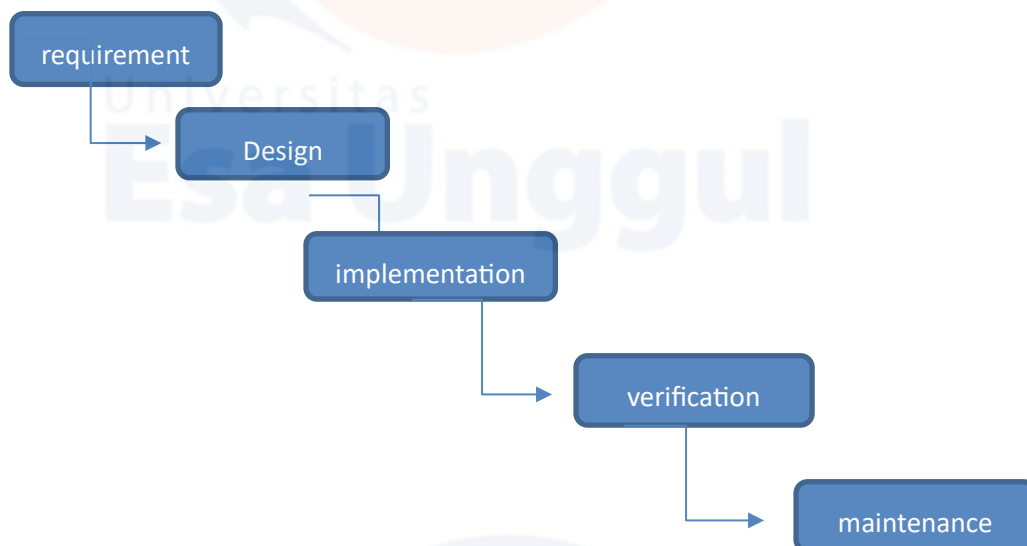 requirement
Universitas
Design
Esa Unggul
implementation
verification
maintenance